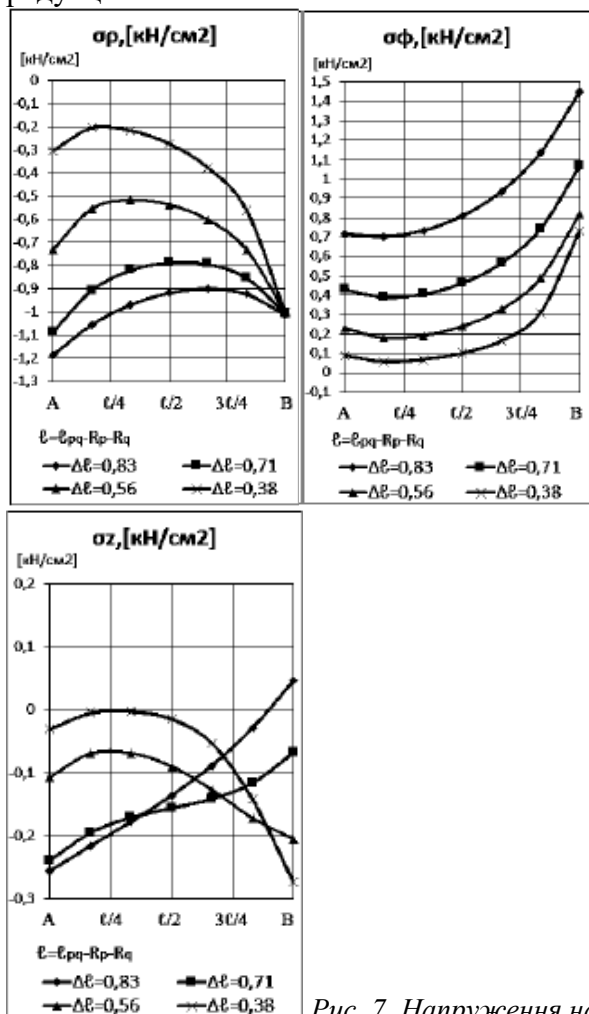 σρ,[кН/см2]
[кН/см2]
0
-0,1
-0,2
-0,3
-0,4
-0,5
-0,6
-0,7
-0,8
-0,9
-1
-1,1
-1,2
-1,3
A ℓ/4 ℓ/2 3ℓ/4 B
ℓ=ℓpq-Rp-Rq
Δℓ=0,83 Δℓ=0,71
Δℓ=0,56 Δℓ=0,38
σф,[кН/см2]
[кН/см2]
1,5
1,4
1,3
1,2
1,1
1
0,9
0,8
0,7
0,6
0,5
0,4
0,3
0,2
0,1
0
-0,1
A ℓ/4 ℓ/2 3ℓ/4 B
ℓ=ℓpq-Rp-Rq
Δℓ=0,83 Δℓ=0,71
Δℓ=0,56 Δℓ=0,38
σz,[кН/см2]
[кН/см2]
0,2
0,1
0
-0,1
-0,2
-0,3
A ℓ/4 ℓ/2 3ℓ/4 B
ℓ=ℓpq-Rp-Rq
Δℓ=0,83 Δℓ=0,71
Δℓ=0,56 Δℓ=0,38
Рис. 7. Напруження на